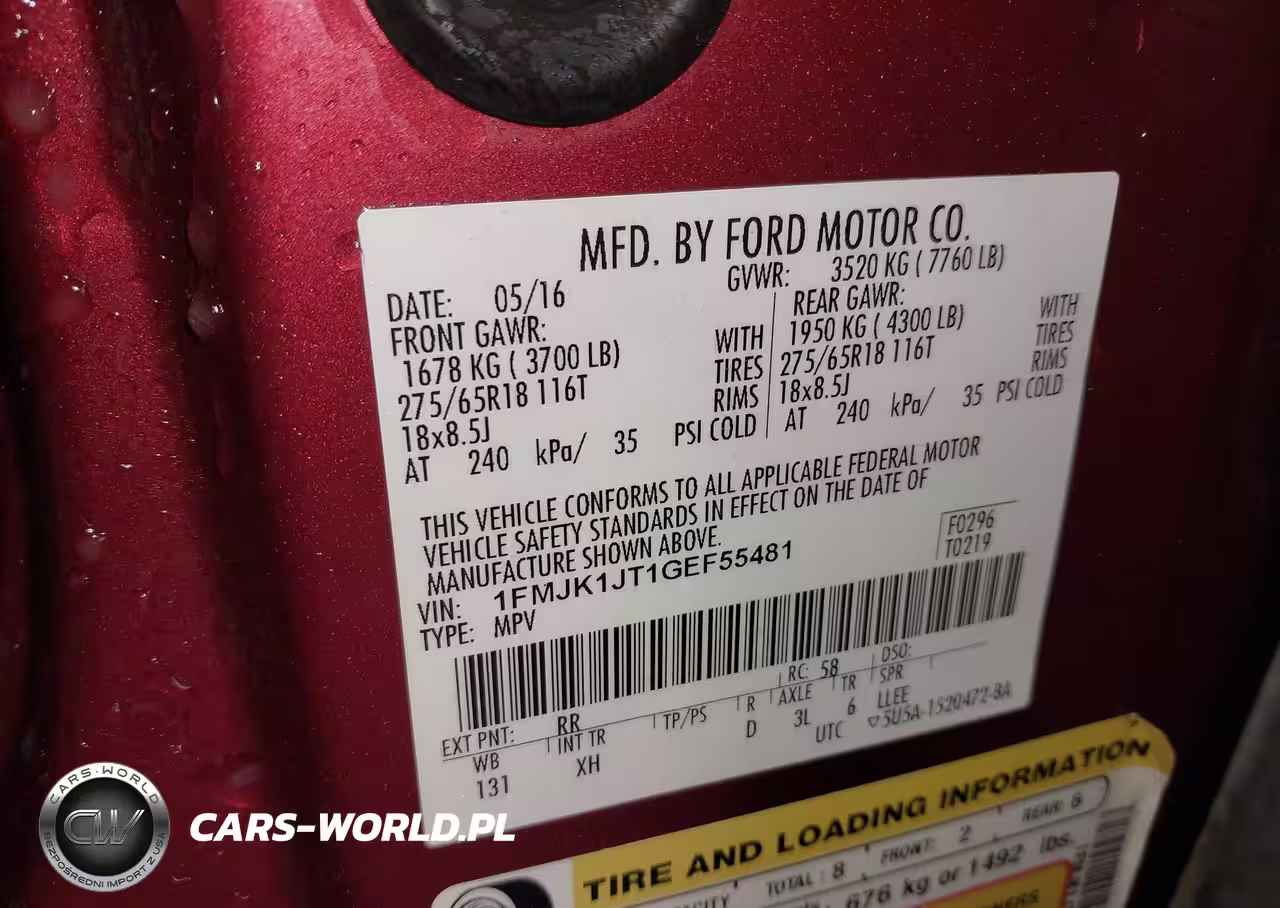 MFD. BY FORD MOTOR CO.
DATE: 05/16 GVWR: 3520 KG ( 7760 LB)
FRONT GAWR: REAR GAWR:
1678 KG ( 3700 LB) WITH 1950 KG ( 4300 LB) WITH
275/65R18 116T TIRES 275/65R18 116T TIRES
18x8.5J RIMS 18x8.5J RIMS
AT 240 kPa/ 35 PSI COLD AT 240 kPa/ 35 PSI COLD
THIS VEHICLE CONFORMS TO ALL APPLICABLE FEDERAL MOTOR
VEHICLE SAFETY STANDARDS IN EFFECT ON THE DATE OF
MANUFACTURE SHOWN ABOVE.
F0296
T0219
VIN: 1FMJK1JT1GEF55481
TYPE: MPV
EXT PNT: RR RC: 58 DSO:
WB INT TR TP/PS R AXLE TR SPR
131 XH D 3L 6 LLEE
UTC 5U5A-1520472-BA
TIRE AND LOADING INFORMATION
TOTAL: 8 FRONT: 2 REAR: 6
676 kg or 1492 lbs.
CARS-WORLD
CW
BEZPOŚREDNI IMPORT Z USA
CARS-WORLD.PL